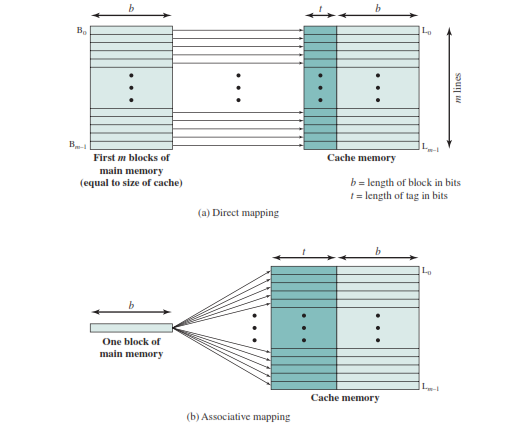 b
t
b
B₀
L₀
m lines
Bₘ₋₁
Lₘ₋₁
First m blocks of
main memory
(equal to size of cache)
Cache memory
b = length of block in bits
t = length of tag in bits
(a) Direct mapping
t
b
L₀
b
One block of
main memory
Lₘ₋₁
Cache memory
(b) Associative mapping